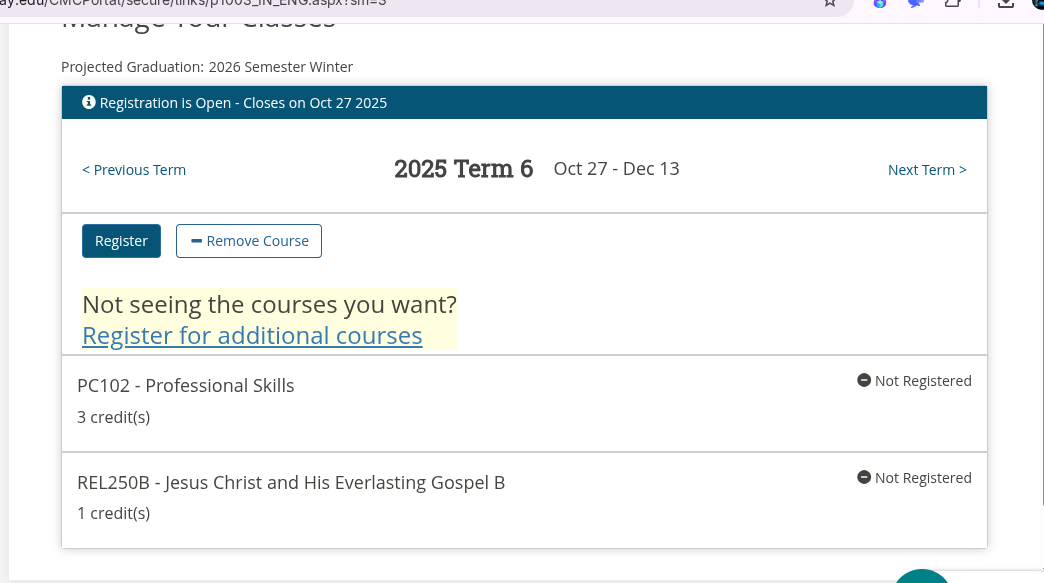 ay.edu/CMCPortal/secure/links/p1003_IN_ENG.aspx?sm=3
Manage Your Classes
Projected Graduation: 2026 Semester Winter
Registration is Open - Closes on Oct 27 2025
< Previous Term
2025 Term 6 Oct 27 - Dec 13
Next Term >
Register
Remove Course
Not seeing the courses you want?
Register for additional courses
PC102 - Professional Skills
Not Registered
3 credit(s)
REL250B - Jesus Christ and His Everlasting Gospel B
Not Registered
1 credit(s)